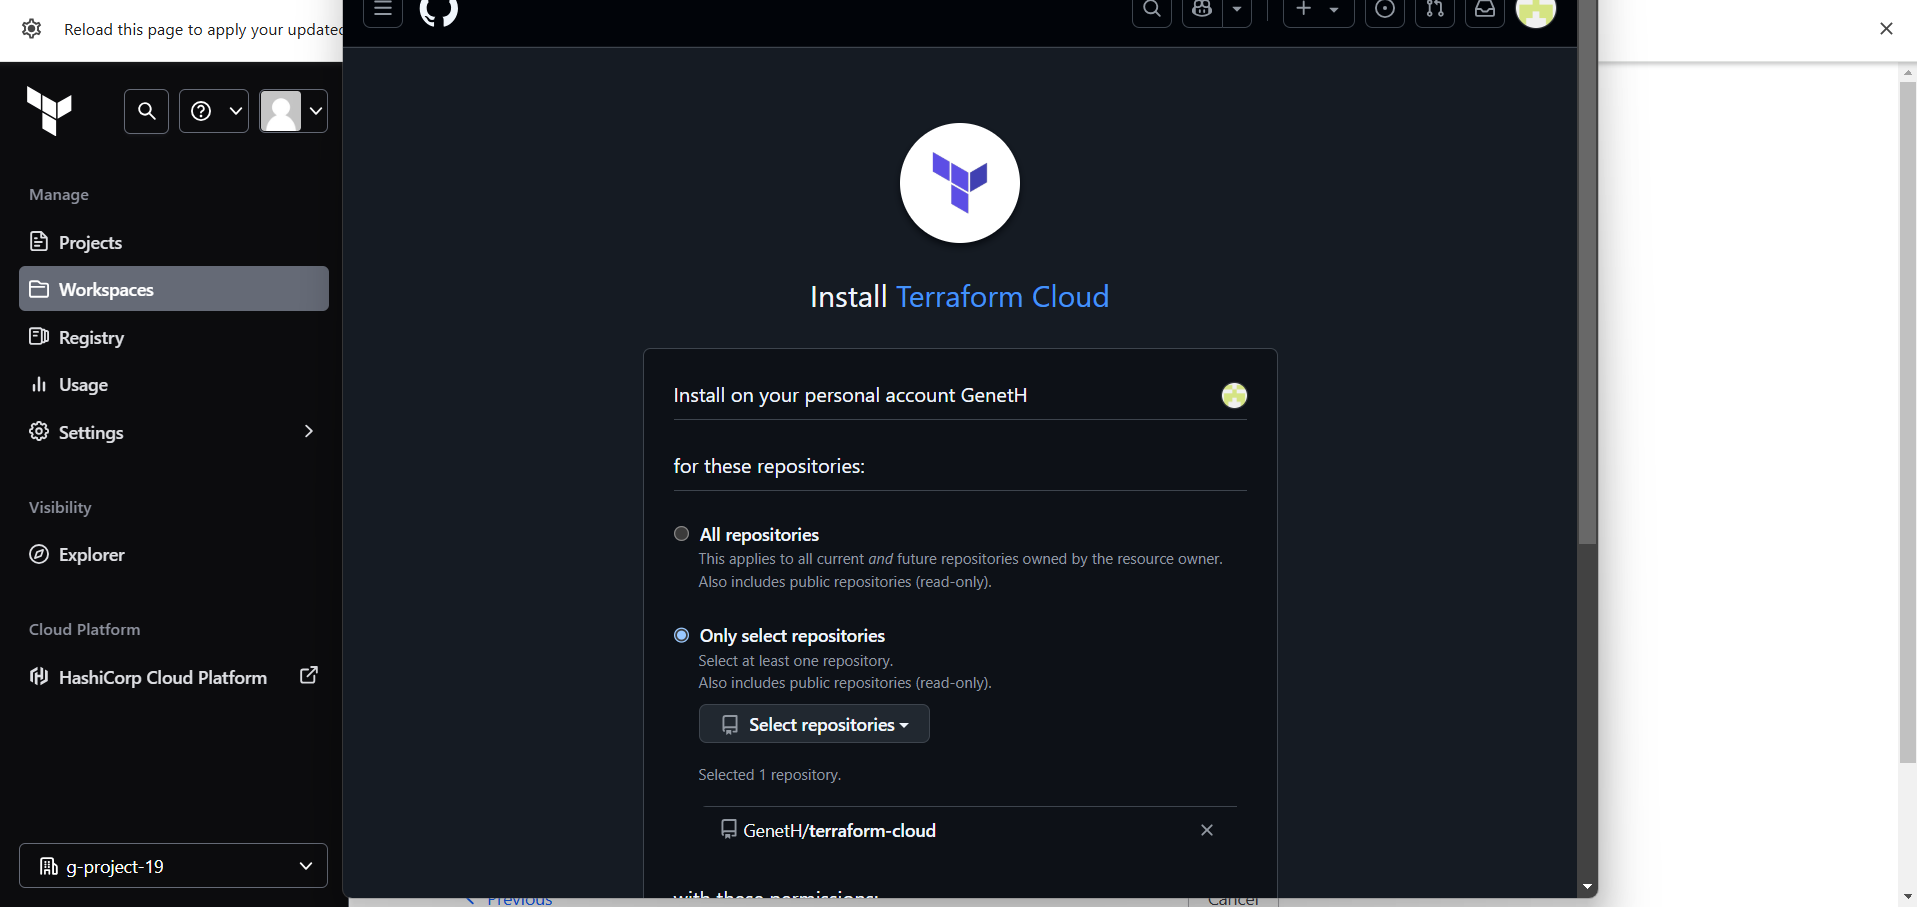 Reload this page to apply your updated
Manage
Projects
Workspaces
Registry
Usage
Settings
Visibility
Explorer
Cloud Platform
HashiCorp Cloud Platform
g-project-19
Install Terraform Cloud
Install on your personal account GenetH
for these repositories:
All repositories
This applies to all current and future repositories owned by the resource owner.
Also includes public repositories (read-only).
Only select repositories
Select at least one repository.
Also includes public repositories (read-only).
Select repositories
Selected 1 repository.
GenetH/terraform-cloud
with these permissions:
Previous
Cancel